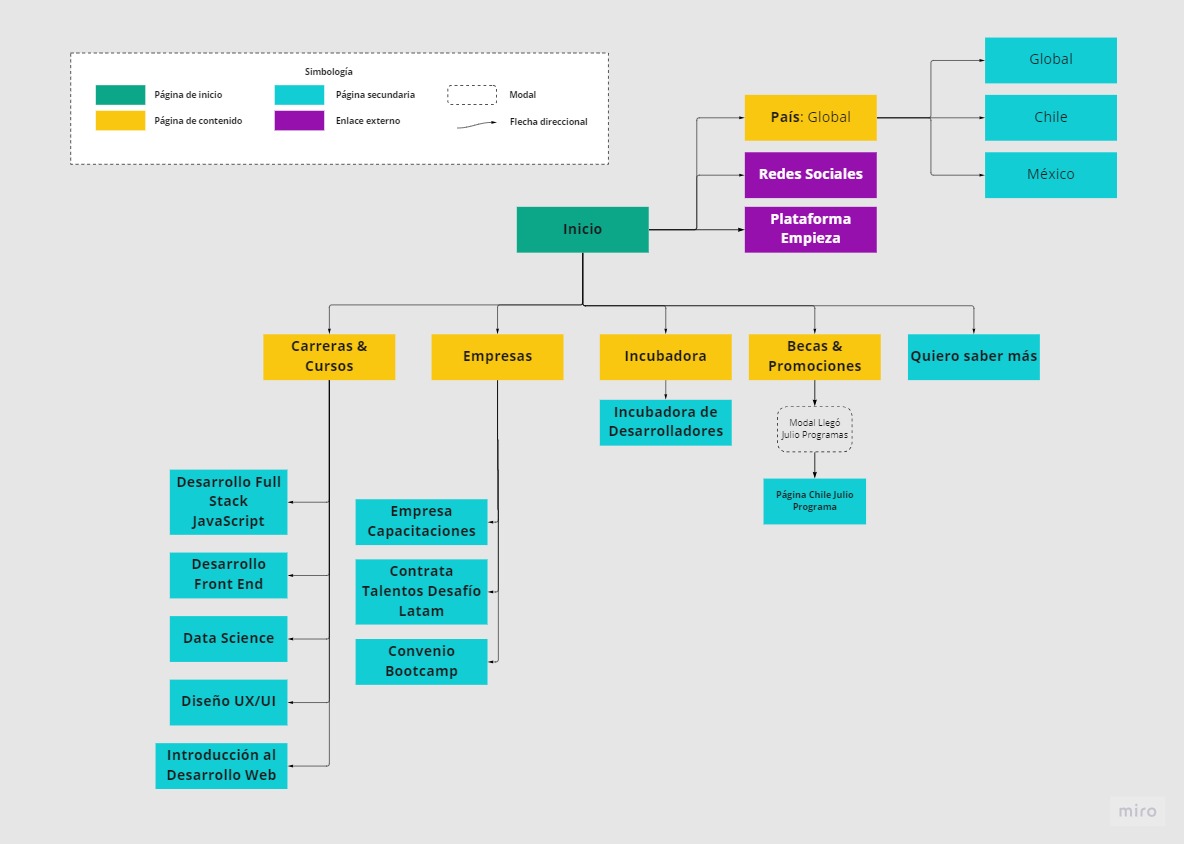 Simbología
Página de inicio
Página secundaria
Modal
Página de contenido
Enlace externo
Flecha direccional
Global
País: Global
Chile
Redes Sociales
México
Inicio
Plataforma
Empieza
Carreras &
Cursos
Empresas
Incubadora
Becas &
Promociones
Quiero saber más
Incubadora de
Desarrolladores
Modal Llegó
Julio Programas
Página Chile Julio
Programa
Desarrollo Full
Stack
JavaScript
Desarrollo
Front End
Data Science
Diseño UX/UI
Introducción al
Desarrollo Web
Empresa
Capacitaciones
Contrata
Talentos Desafío
Latam
Convenio
Bootcamp
miro